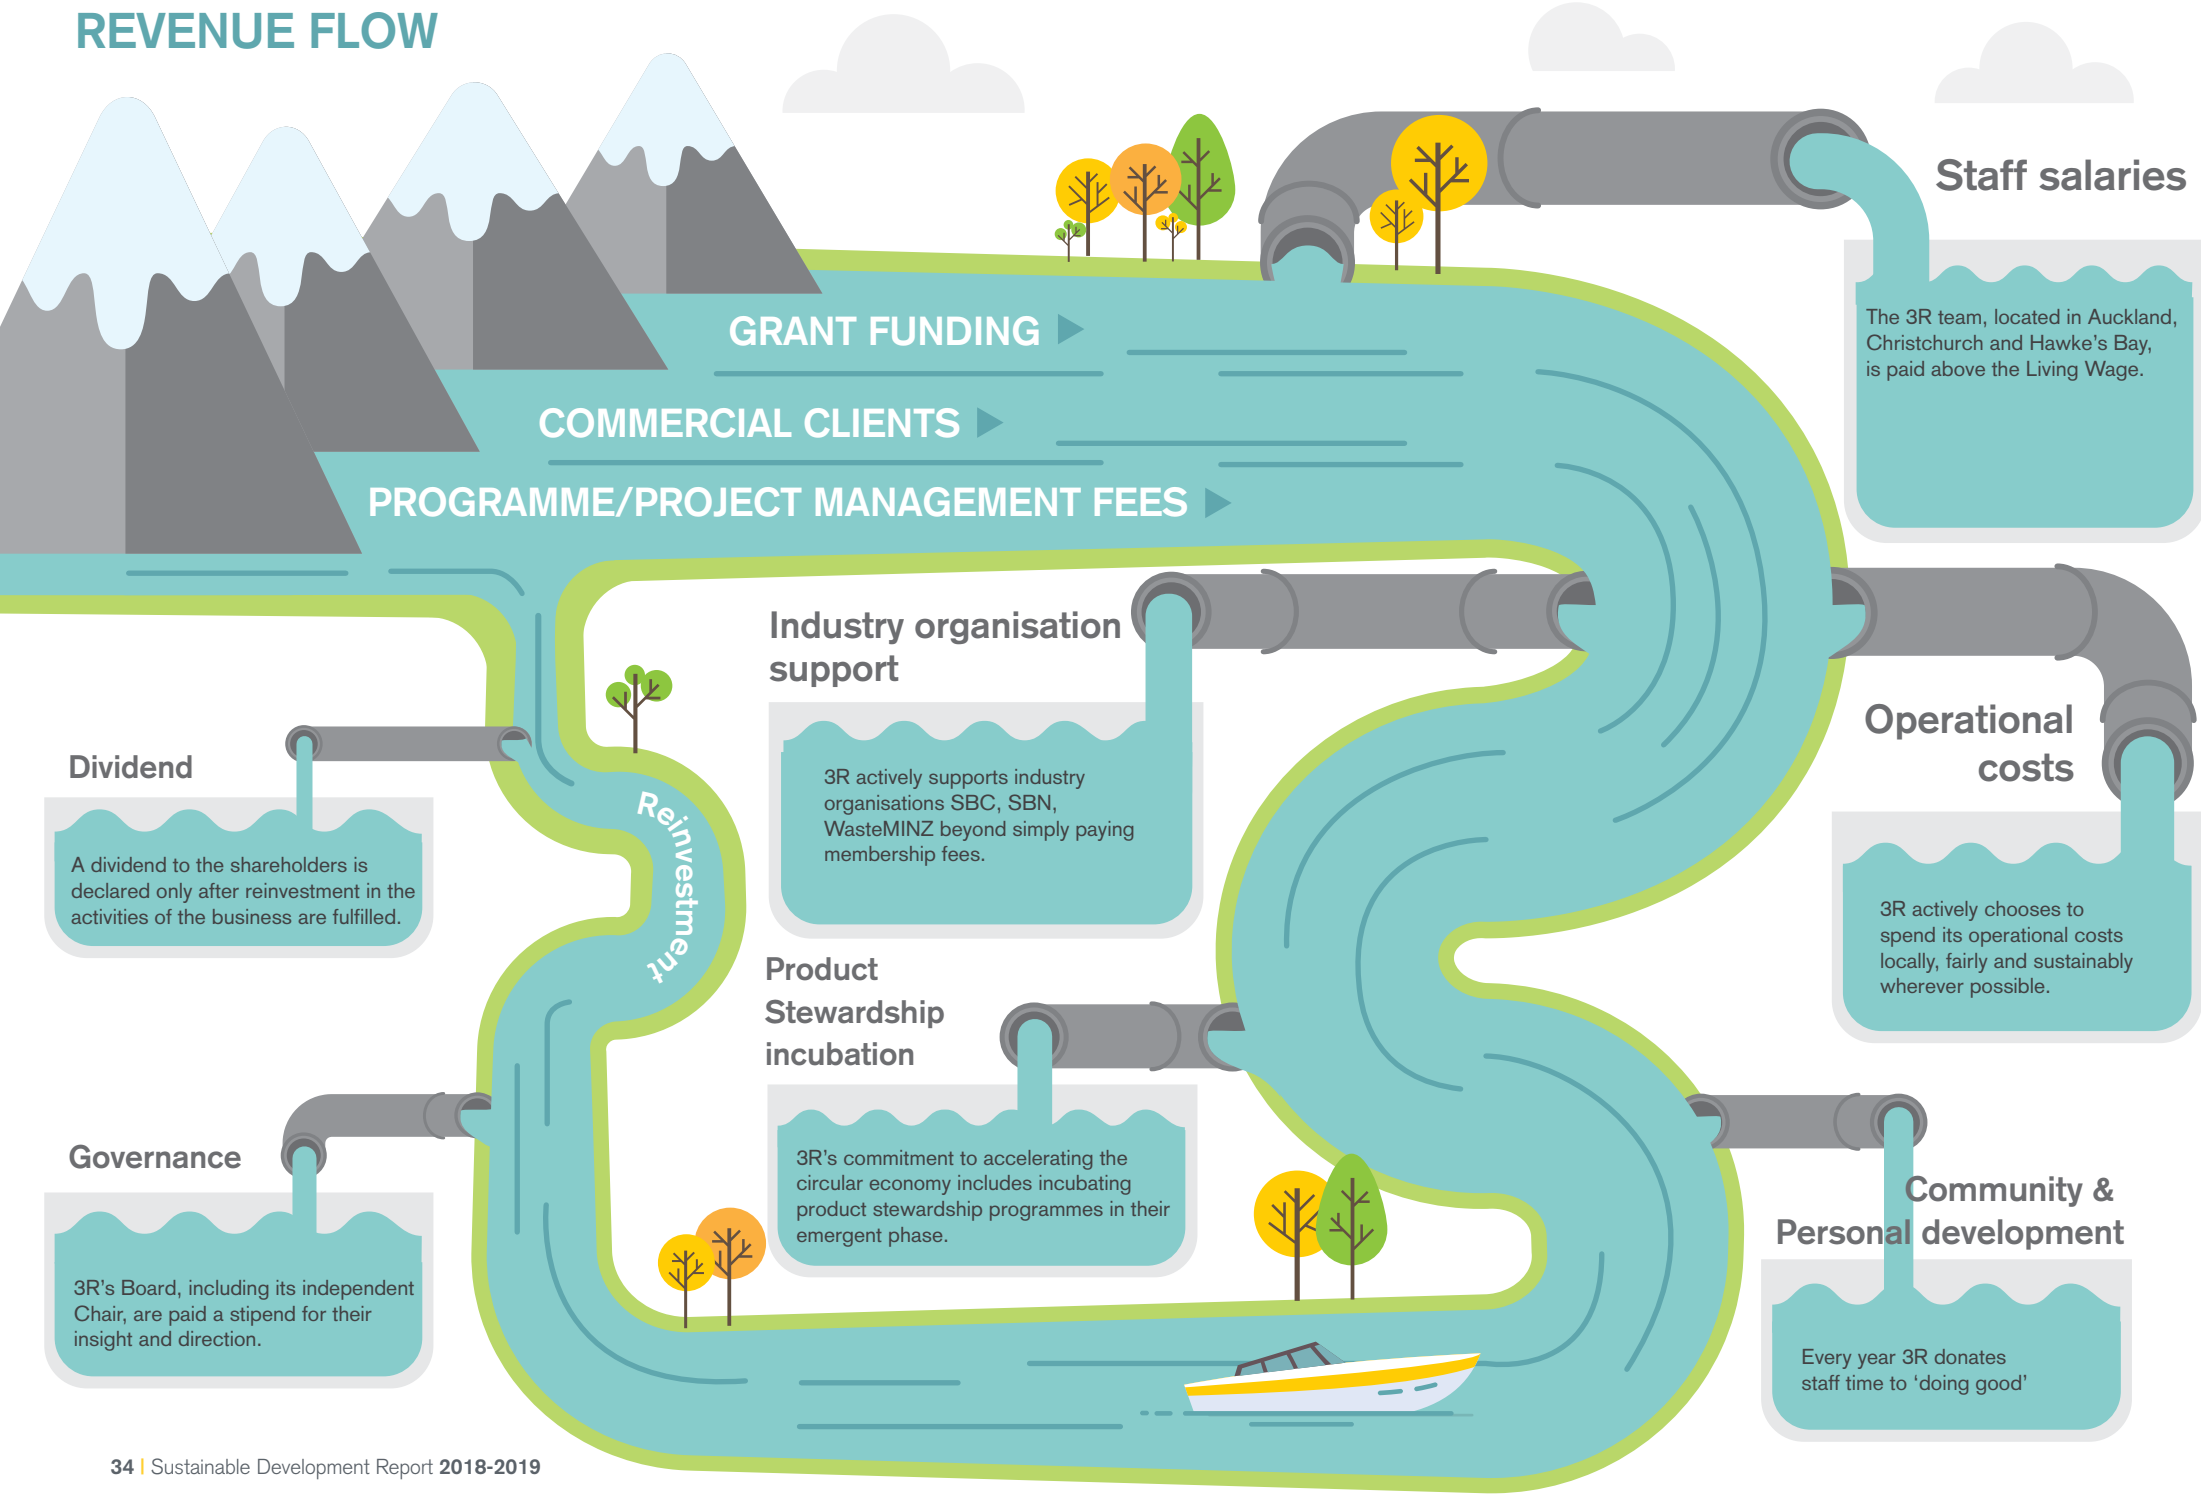 REVENUE FLOW
Staff salaries
The 3R team, located in Auckland,
Christchurch and Hawke's Bay,
is paid above the Living Wage.
GRANT FUNDING
COMMERCIAL CLIENTS
PROGRAMME/PROJECT MANAGEMENT FEES
Industry organisation
support
3R actively supports industry
organisations SBC, SBN,
WasteMINZ beyond simply paying
membership fees.
Operational
costs
3R actively chooses to
spend its operational costs
locally, fairly and sustainably
wherever possible.
Dividend
A dividend to the shareholders is
declared only after reinvestment in the
activities of the business are fulfilled.
Reinvestment
Product
Stewardship
incubation
3R's commitment to accelerating the
circular economy includes incubating
product stewardship programmes in their
emergent phase.
Governance
3R's Board, including its independent
Chair, are paid a stipend for their
insight and direction.
Community &
Personal development
Every year 3R donates
staff time to ‘doing good’
34 | Sustainable Development Report 2018-2019